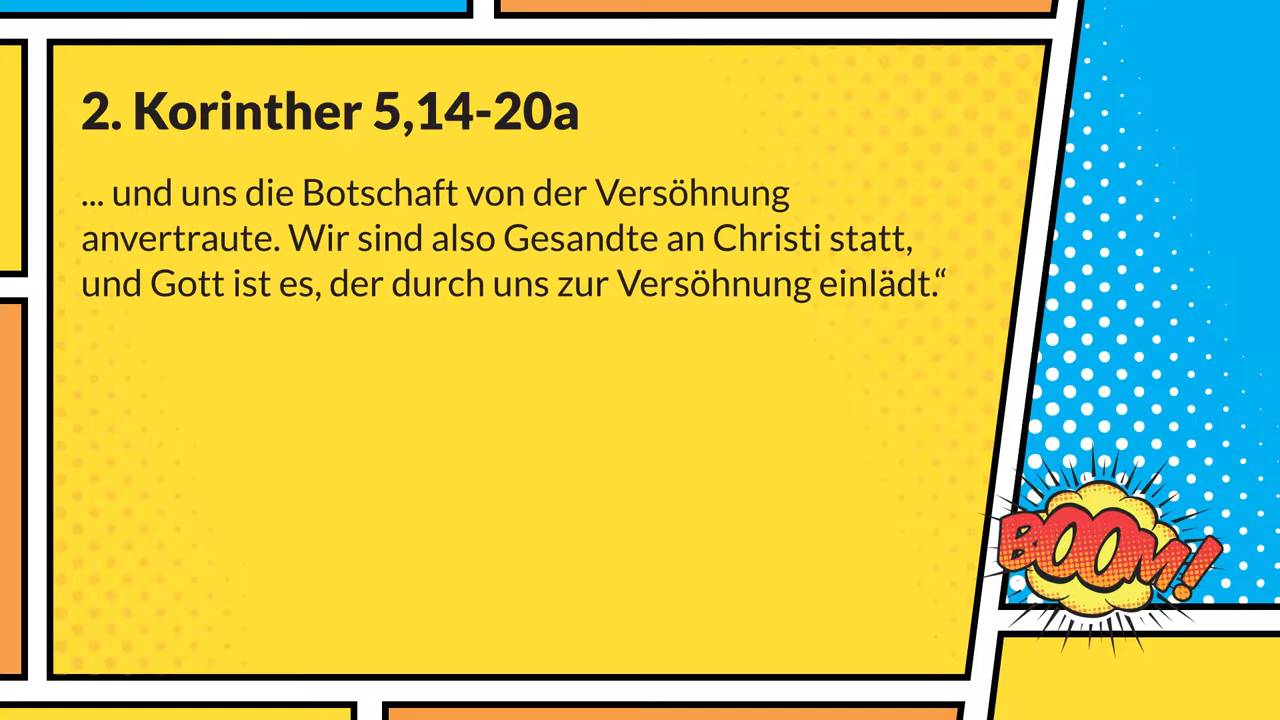 2. Korinther 5,14-20a
... und uns die Botschaft von der Versöhnung
anvertraute. Wir sind also Gesandte an Christi statt,
und Gott ist es, der durch uns zur Versöhnung einlädt.“
BOOM!